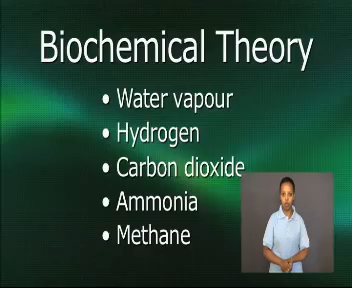 Biochemical Theory
• Water vapour
• Hydrogen
• Carbon dioxide
• Ammonia
• Methane